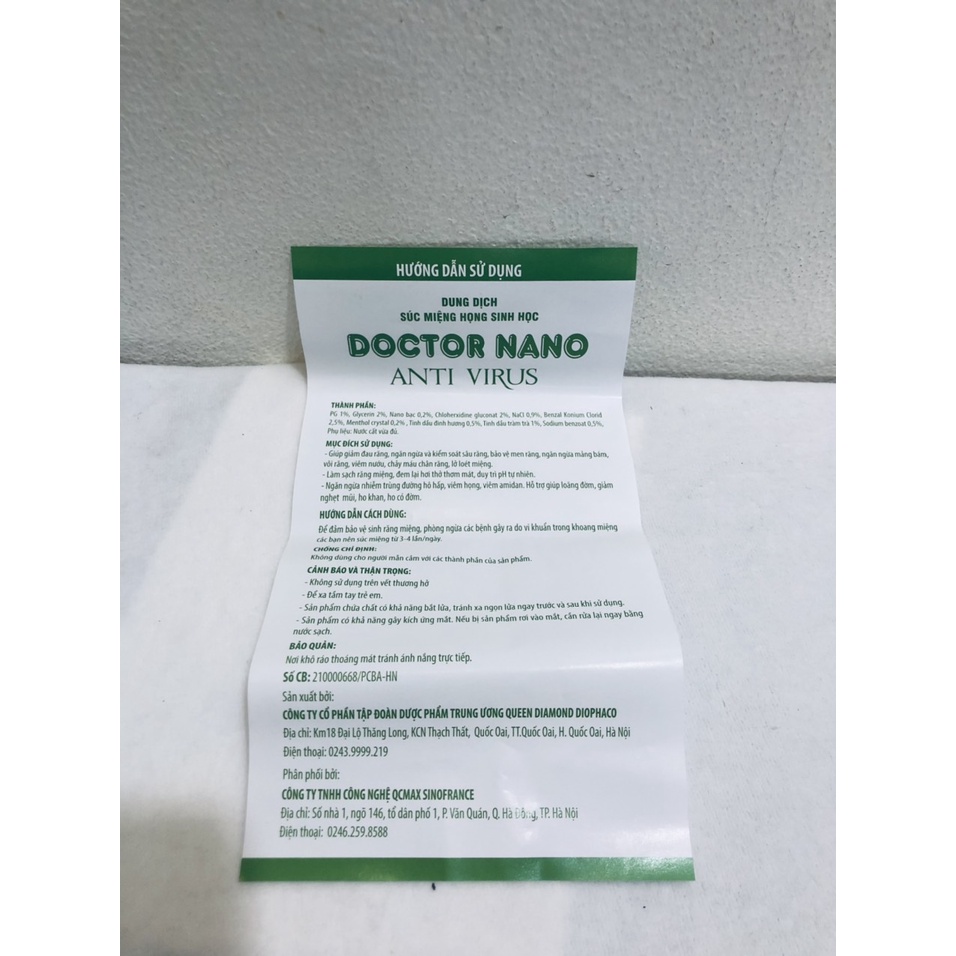 HƯỚNG DẪN SỬ DỤNG
DUNG DỊCH
SÚC MIỆNG HỌNG SINH HỌC
DOCTOR NANO
ANTI VIRUS
THÀNH PHẦN:
PG 1%, Glycerin 2%, Nano bạc 0,2%, Chloherxidine gluconat 2%, NaCl 0,9%, Benzal Konium Clorid
2,5%, Menthol crystal 0,2% , Tinh dầu đinh hương 0,5%, Tinh dầu tràm trà 1%, Sodium benzoat 0,5%,
Phụ liệu: Nước cất vừa đủ.
MỤC ĐÍCH SỬ DỤNG:
- Giúp giảm đau răng, ngăn ngừa và kiểm soát sâu răng, bảo vệ men răng, ngăn ngừa mảng bám,
vôi răng, viêm nướu, chảy máu chân răng, lở loét miệng.
- Làm sạch răng miệng, đem lại hơi thở thơm mát, duy trì pH tự nhiên.
- Ngăn ngừa nhiễm trùng đường hô hấp, viêm họng, viêm amidan. Hỗ trợ giúp loãng đờm, giảm
nghẹt mũi, ho khan, ho có đờm.
HƯỚNG DẪN CÁCH DÙNG:
Để đảm bảo vệ sinh răng miệng, phòng ngừa các bệnh gây ra do vi khuẩn trong khoang miệng
các bạn nên súc miệng từ 3-4 lần/ngày.
CHỐNG CHỈ ĐỊNH:
Không dùng cho người mẫn cảm với các thành phần của sản phẩm.
CẢNH BÁO VÀ THẬN TRỌNG:
- Không sử dụng trên vết thương hở
- Để xa tầm tay trẻ em.
- Sản phẩm chứa chất có khả năng bắt lửa, tránh xa ngọn lửa ngay trước và sau khi sử dụng.
- Sản phẩm có khả năng gây kích ứng mắt. Nếu bị sản phẩm rơi vào mắt, cần rửa lại ngay bằng
nước sạch.
BẢO QUẢN:
Nơi khô ráo thoáng mát tránh ánh nắng trực tiếp.
Số CB: 210000668/PCBA-HN
Sản xuất bởi:
CÔNG TY CỔ PHẦN TẬP ĐOÀN DƯỢC PHẨM TRUNG ƯƠNG QUEEN DIAMOND DIOPHACO
Địa chỉ: Km18 Đại Lộ Thăng Long, KCN Thạch Thất, Quốc Oai, TT.Quốc Oai, H. Quốc Oai, Hà Nội
Điện thoại: 0243.9999.219
Phân phối bởi:
CÔNG TY TNHH CÔNG NGHỆ QCMAX SINOFRANCE
Địa chỉ: Số nhà 1, ngõ 146, tổ dân phố 1, P. Văn Quán, Q. Hà Đông, TP. Hà Nội
Điện thoại: 0246.259.8588